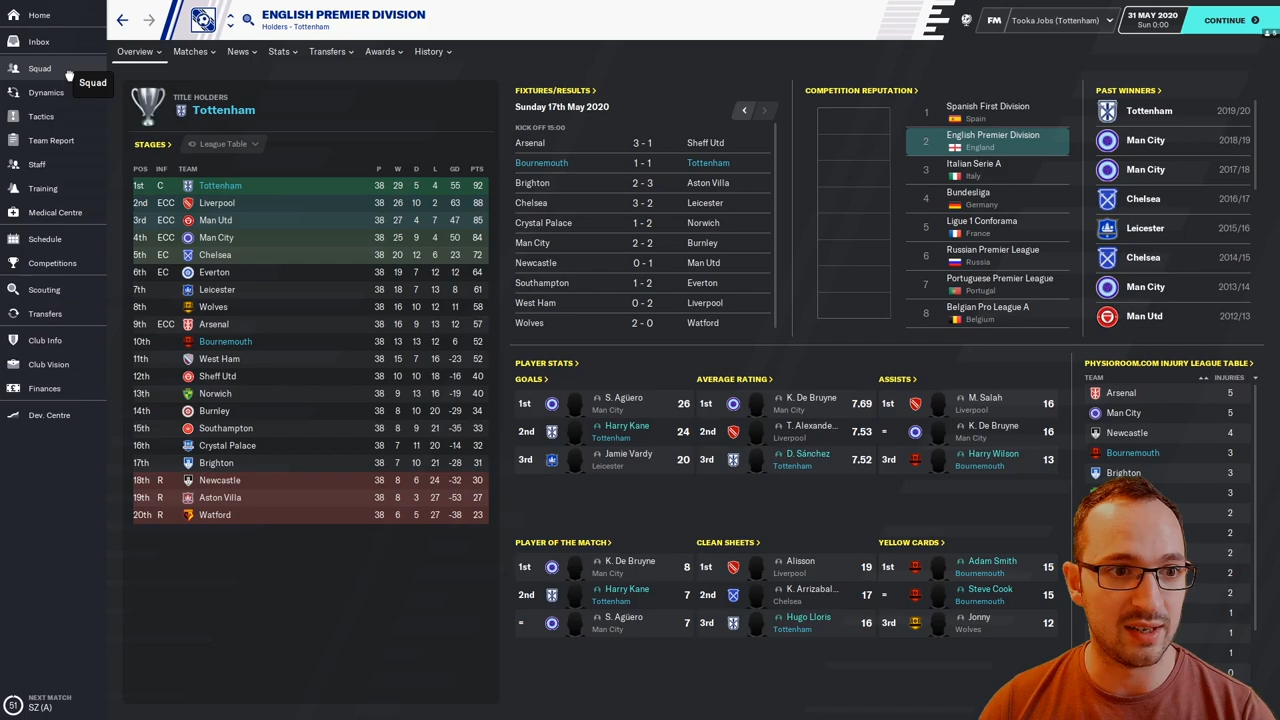 Home
Inbox
Squad
Squad
Dynamics
Tactics
Team Report
Staff
Training
Medical Centre
Schedule
Competitions
Scouting
Transfers
Club Info
Club Vision
Finances
Dev. Centre
NEXT MATCH
51 SZ (A)
ENGLISH PREMIER DIVISION
Holders - Tottenham
FM Tooka Jobs (Tottenham)
31 MAY 2020
Sun 0:00
CONTINUE
5
Overview Matches News Stats Transfers Awards History
TITLE HOLDERS
Tottenham
STAGES > League Table
POS INF TEAM P W D L GD PTS
1st C Tottenham 38 29 5 4 55 92
2nd ECC Liverpool 38 26 10 2 63 88
3rd ECC Man Utd 38 27 4 7 47 85
4th ECC Man City 38 25 9 4 50 84
5th EC Chelsea 38 20 12 6 23 72
6th EC Everton 38 19 7 12 12 64
7th Leicester 38 18 7 13 8 61
8th Wolves 38 16 10 12 11 58
9th ECC Arsenal 38 16 9 13 12 57
10th Bournemouth 38 13 13 12 6 52
11th West Ham 38 15 7 16 -23 52
12th Sheff Utd 38 10 10 18 -16 40
13th Norwich 38 9 13 16 -19 40
14th Burnley 38 8 10 20 -29 34
15th Southampton 38 8 9 21 -35 33
16th Crystal Palace 38 7 11 20 -14 32
17th Brighton 38 7 10 21 -28 31
18th R Newcastle 38 8 6 24 -32 30
19th R Aston Villa 38 8 3 27 -53 27
20th R Watford 38 6 5 27 -38 23
FIXTURES/RESULTS >
Sunday 17th May 2020
KICK OFF 15:00
Arsenal 3 - 1 Sheff Utd
Bournemouth 1 - 1 Tottenham
Brighton 2 - 3 Aston Villa
Chelsea 3 - 2 Leicester
Crystal Palace 1 - 2 Norwich
Man City 2 - 2 Burnley
Newcastle 0 - 1 Man Utd
Southampton 1 - 2 Everton
West Ham 0 - 2 Liverpool
Wolves 2 - 0 Watford
COMPETITION REPUTATION >
1 Spanish First Division
Spain
2 English Premier Division
England
3 Italian Serie A
Italy
4 Bundesliga
Germany
5 Ligue 1 Conforama
France
6 Russian Premier League
Russia
7 Portuguese Premier League
Portugal
8 Belgian Pro League A
Belgium
PAST WINNERS >
Tottenham 2019/20
Man City 2018/19
Man City 2017/18
Chelsea 2016/17
Leicester 2015/16
Chelsea 2014/15
Man City 2013/14
Man Utd 2012/13
PLAYER STATS >
GOALS >
1st S. Agüero 26
Man City
2nd Harry Kane 24
Tottenham
3rd Jamie Vardy 20
Leicester
AVERAGE RATING >
1st K. De Bruyne 7.69
Man City
2nd T. Alexande... 7.53
Liverpool
3rd D. Sánchez 7.52
Tottenham
ASSISTS >
1st M. Salah 16
Liverpool
= K. De Bruyne 16
Man City
3rd Harry Wilson 13
Bournemouth
PLAYER OF THE MATCH >
1st K. De Bruyne 8
Man City
2nd Harry Kane 7
Tottenham
= S. Agüero 7
Man City
CLEAN SHEETS >
1st Alisson 19
Liverpool
2nd K. Arrizabal... 17
Chelsea
3rd Hugo Lloris 16
Tottenham
YELLOW CARDS >
1st Adam Smith 15
Bournemouth
= Steve Cook 15
Bournemouth
3rd Jonny 12
Wolves
PHYSIOROOM.COM INJURY LEAGUE TABLE >
TEAM INJURIES
Arsenal 5
Man City 5
Newcastle 4
Bournemouth 3
Brighton 3
3
2
2
2
2
2
1
1
1
0